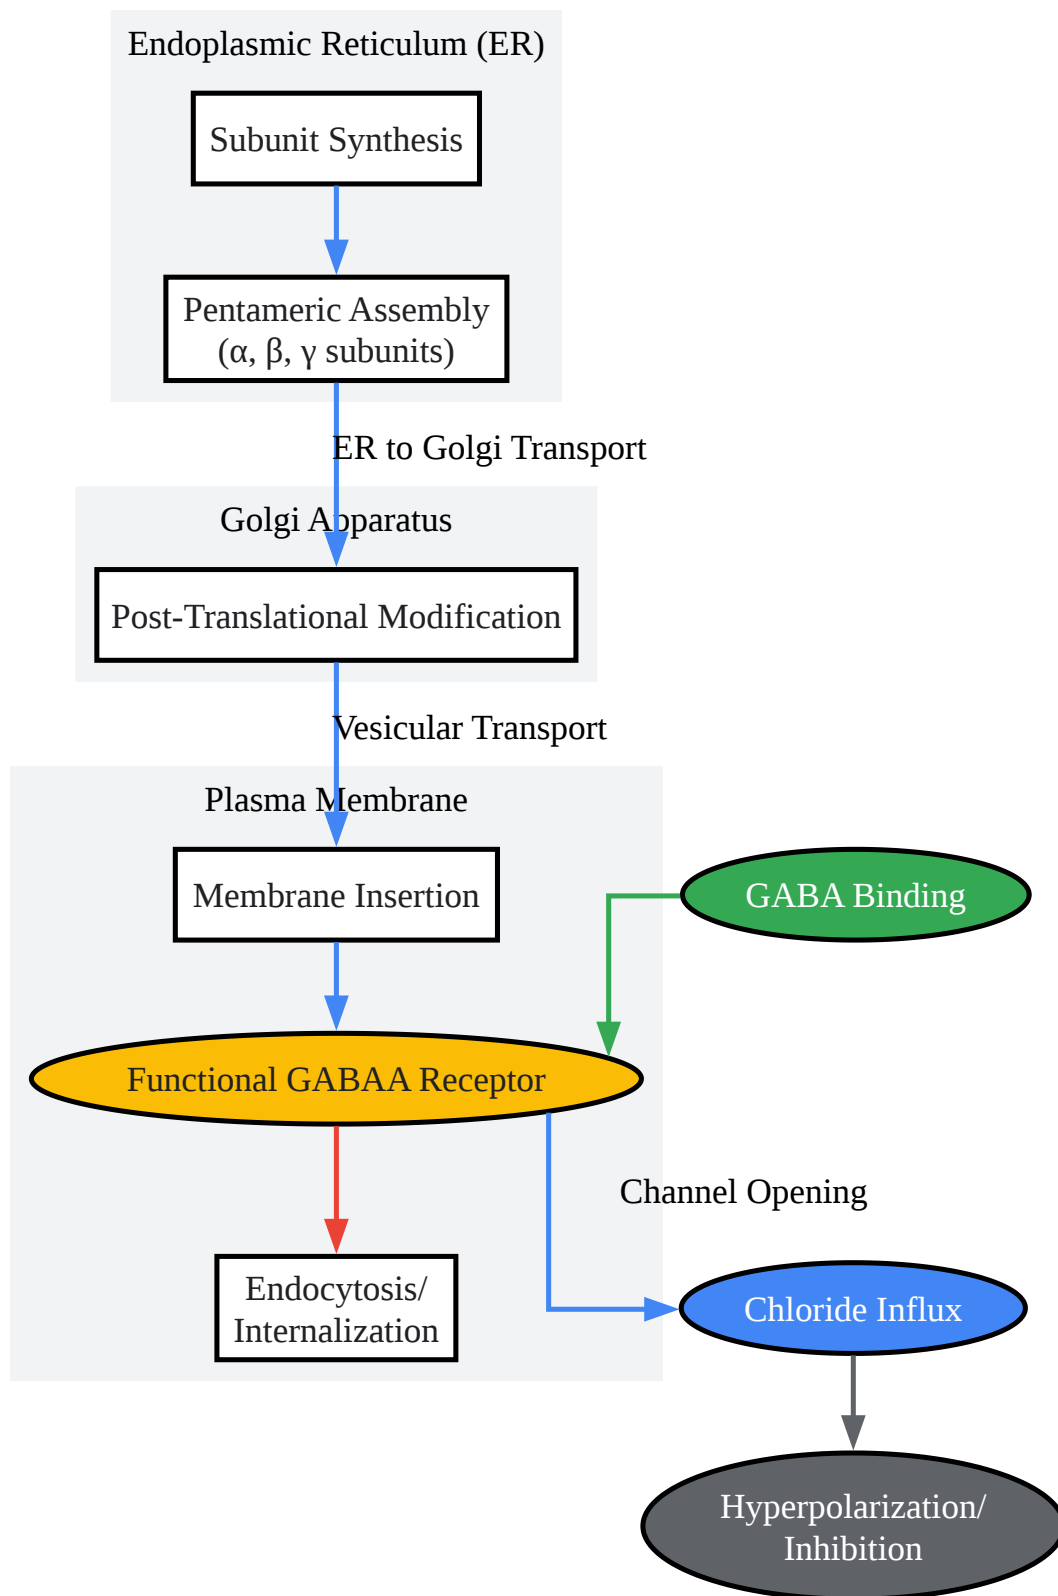 Endoplasmic Reticulum (ER)
Subunit Synthesis
Pentameric Assembly
(α, β, γ subunits)
ER to Golgi Transport
Golgi Apparatus
Post-Translational Modification
Vesicular Transport
Plasma Membrane
Membrane Insertion
GABA Binding
Functional GABAA Receptor
Channel Opening
Endocytosis/
Internalization
Chloride Influx
Hyperpolarization/
Inhibition